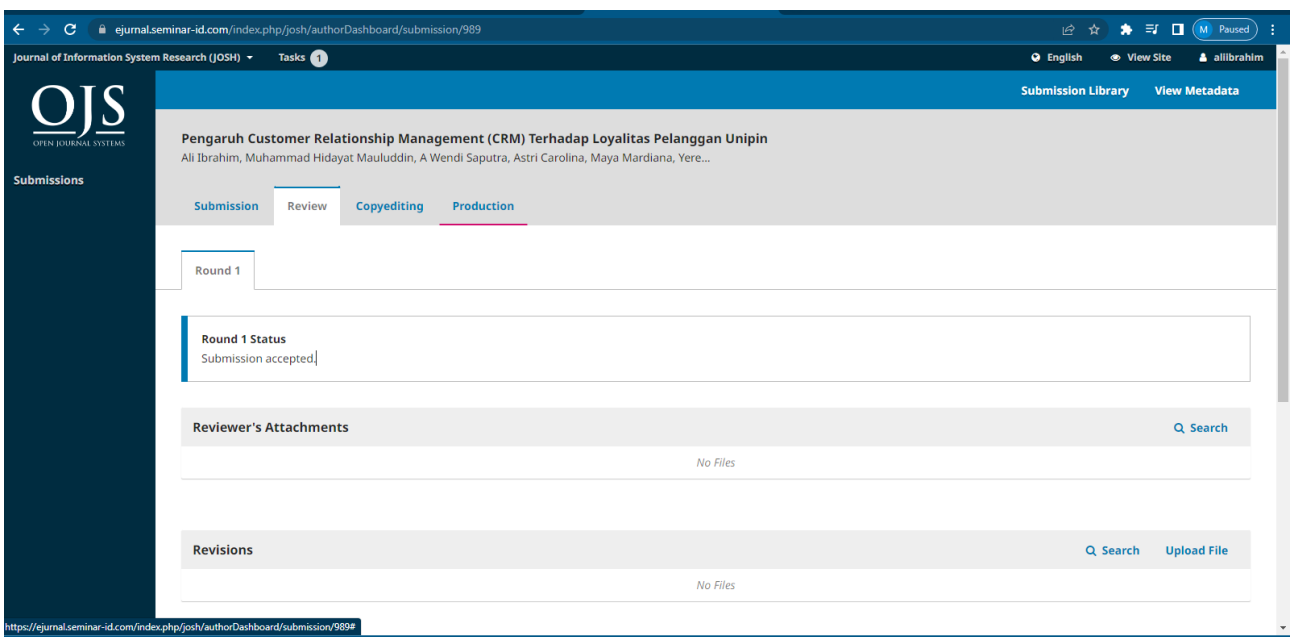 ejurnal.seminar-id.com/index.php/josh/authorDashboard/submission/989
M Paused
Journal of Information System Research (JOSH) Tasks 1 English View Site allibrahim
OJS
OPEN JOURNAL SYSTEMS
Submission Library View Metadata
Submissions
Pengaruh Customer Relationship Management (CRM) Terhadap Loyalitas Pelanggan Unipin
Ali Ibrahim, Muhammad Hidayat Mauluddin, A Wendi Saputra, Astri Carolina, Maya Mardiana, Yere...
Submission Review Copyediting Production
Round 1
Round 1 Status
Submission accepted.
Reviewer's Attachments Search
No Files
Revisions Search Upload File
No Files
https://ejurnal.seminar-id.com/index.php/josh/authorDashboard/submission/989#